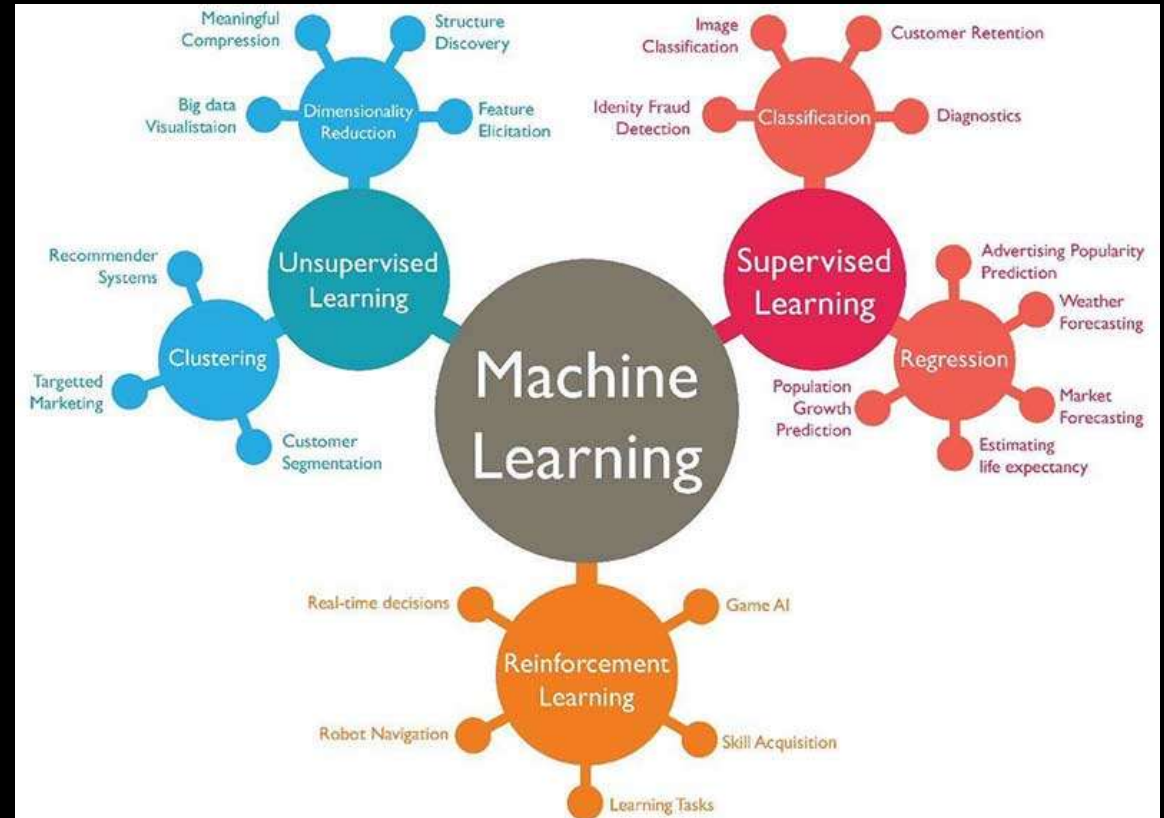 Meaningful
Compression
Structure
Discovery
Big data
Visualistaion
Dimensionality
Reduction
Feature
Elicitation
Image
Classification
Customer Retention
Idenity Fraud
Detection
Classification
Diagnostics
Recommender
Systems
Unsupervised
Learning
Clustering
Targetted
Marketing
Customer
Segmentation
Supervised
Learning
Advertising Popularity
Prediction
Weather
Forecasting
Regression
Population
Growth
Prediction
Market
Forecasting
Estimating
life expectancy
Machine
Learning
Real-time decisions
Game AI
Reinforcement
Learning
Robot Navigation
Skill Acquisition
Learning Tasks